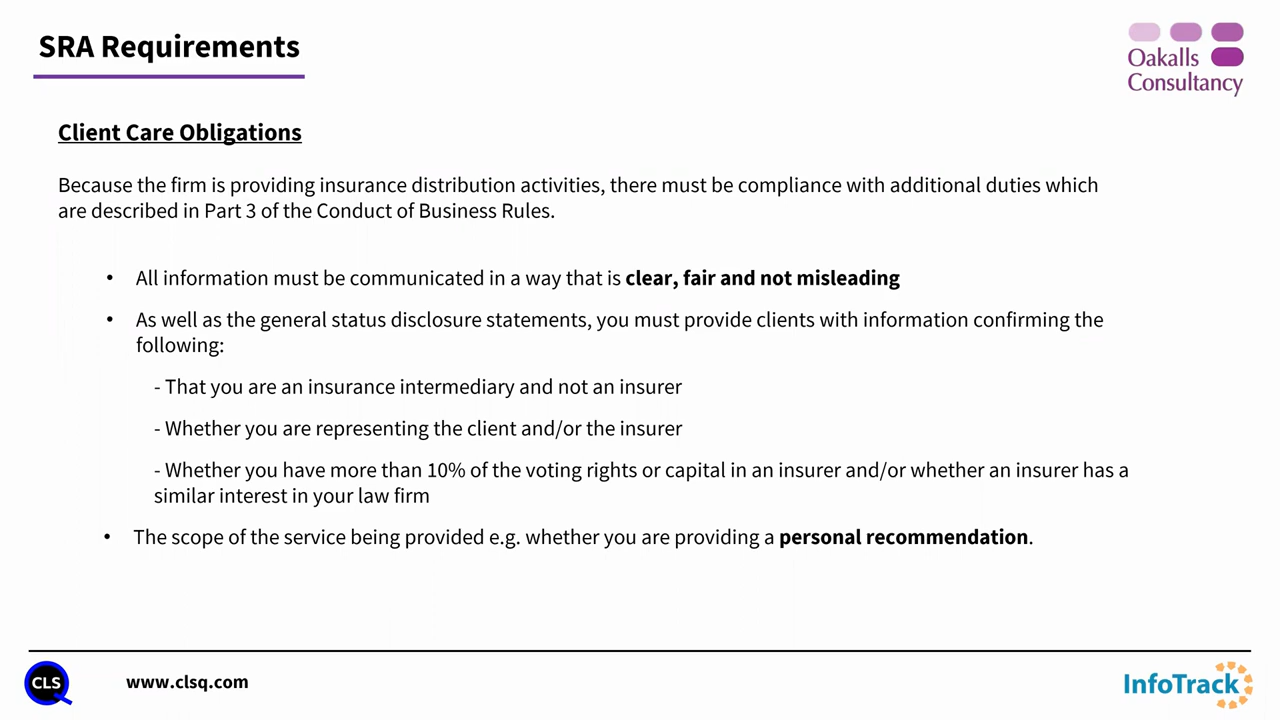 SRA Requirements
Oakalls
Consultancy
Client Care Obligations
Because the firm is providing insurance distribution activities, there must be compliance with additional duties which
are described in Part 3 of the Conduct of Business Rules.
• All information must be communicated in a way that is clear, fair and not misleading
• As well as the general status disclosure statements, you must provide clients with information confirming the
following:
- That you are an insurance intermediary and not an insurer
- Whether you are representing the client and/or the insurer
- Whether you have more than 10% of the voting rights or capital in an insurer and/or whether an insurer has a
similar interest in your law firm
• The scope of the service being provided e.g. whether you are providing a personal recommendation.
CLS
www.clsq.com
InfoTrack